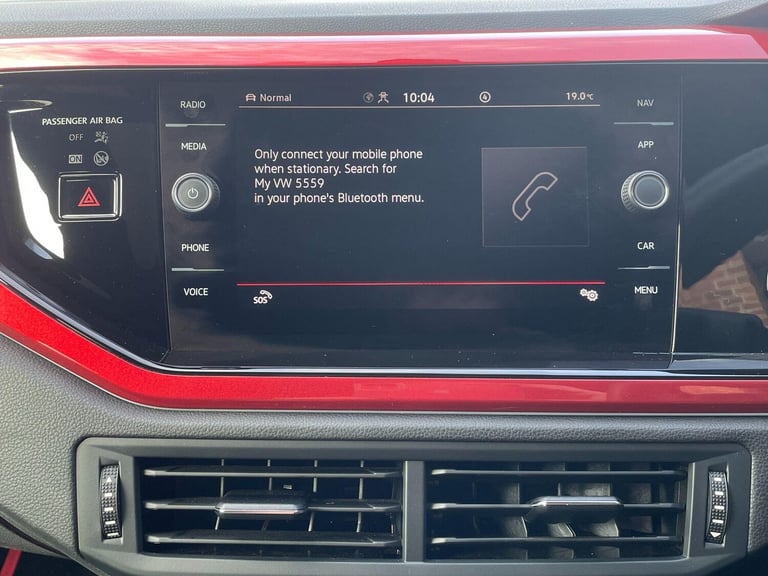 PASSENGER AIR BAG
OFF
ON
RADIO
MEDIA
PHONE
VOICE
Normal
10:04
4
19.0°C
Only connect your mobile phone
when stationary. Search for
My VW 5559
in your phone's Bluetooth menu.
SOS
NAV
APP
CAR
MENU